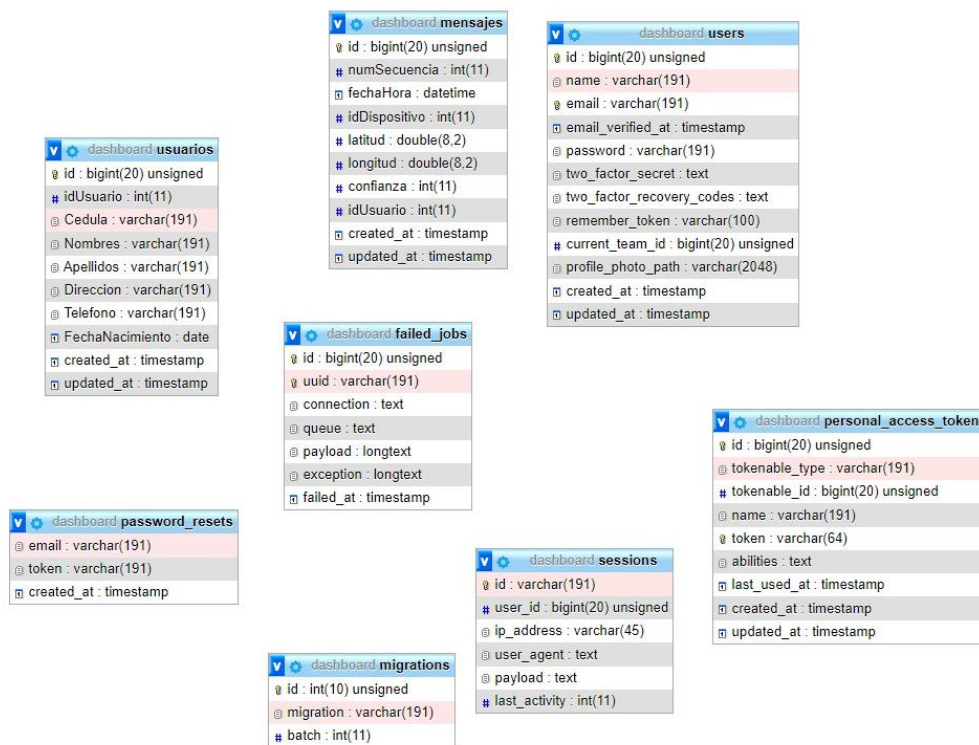 dashboard mensajes
id : bigint(20) unsigned
numSecuencia : int(11)
fechaHora : datetime
idDispositivo : int(11)
latitud : double(8,2)
longitud : double(8,2)
confianza : int(11)
idUsuario : int(11)
created_at : timestamp
updated_at : timestamp
dashboard users
id : bigint(20) unsigned
name : varchar(191)
email : varchar(191)
email_verified_at : timestamp
password : varchar(191)
two_factor_secret : text
two_factor_recovery_codes : text
remember_token : varchar(100)
current_team_id : bigint(20) unsigned
profile_photo_path : varchar(2048)
created_at : timestamp
updated_at : timestamp
dashboard usuarios
id : bigint(20) unsigned
idUsuario : int(11)
Cedula : varchar(191)
Nombres : varchar(191)
Apellidos : varchar(191)
Direccion : varchar(191)
Telefono : varchar(191)
FechaNacimiento : date
created_at : timestamp
updated_at : timestamp
dashboard failed_jobs
id : bigint(20) unsigned
uuid : varchar(191)
connection : text
queue : text
payload : longtext
exception : longtext
failed_at : timestamp
dashboard personal_access_token
id : bigint(20) unsigned
tokenable_type : varchar(191)
tokenable_id : bigint(20) unsigned
name : varchar(191)
token : varchar(64)
abilities : text
last_used_at : timestamp
created_at : timestamp
updated_at : timestamp
dashboard password_resets
email : varchar(191)
token : varchar(191)
created_at : timestamp
dashboard sessions
id : varchar(191)
user_id : bigint(20) unsigned
ip_address : varchar(45)
user_agent : text
payload : text
last_activity : int(11)
dashboard migrations
id : int(10) unsigned
migration : varchar(191)
batch : int(11)